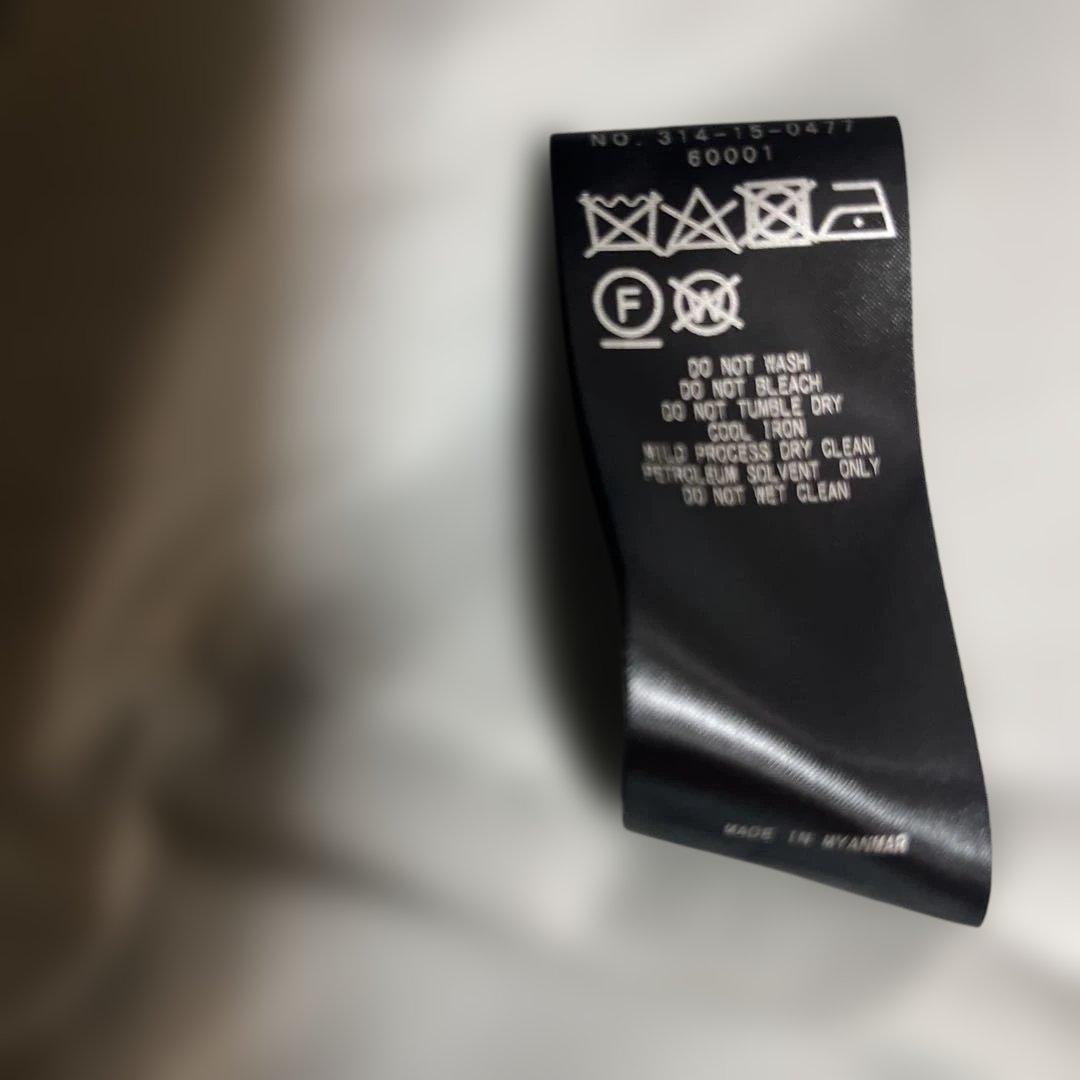 NO. 314-15-0477
60001
F W
DO NOT WASH
DO NOT BLEACH
DO NOT TUMBLE DRY
COOL IRON
MILD PROCESS DRY CLEAN
PETROLEUM SOLVENT ONLY
DO NOT WET CLEAN
MADE IN MYANMAR